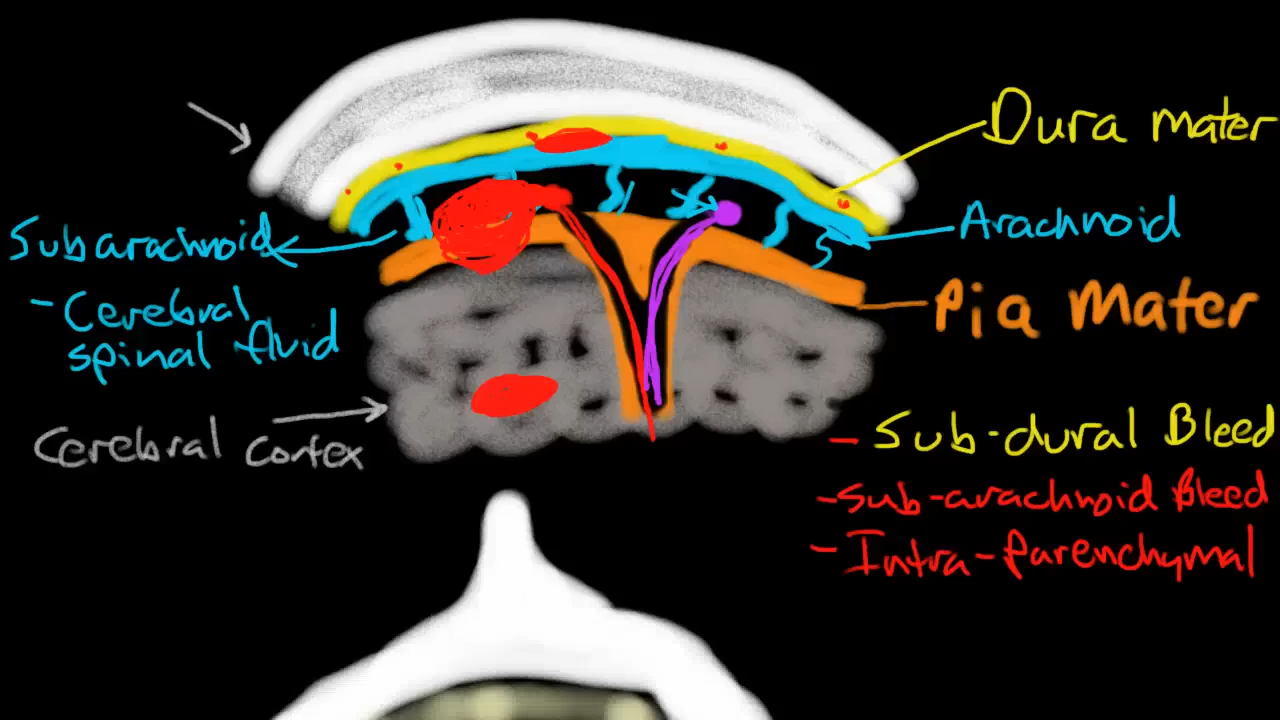 Dura mater
Subarachnoid
Arachnoid
- Cerebral
spinal fluid
Pia Mater
Cerebral cortex
- Sub-dural Bleed
- Sub-arachnoid Bleed
- Intra-parenchymal